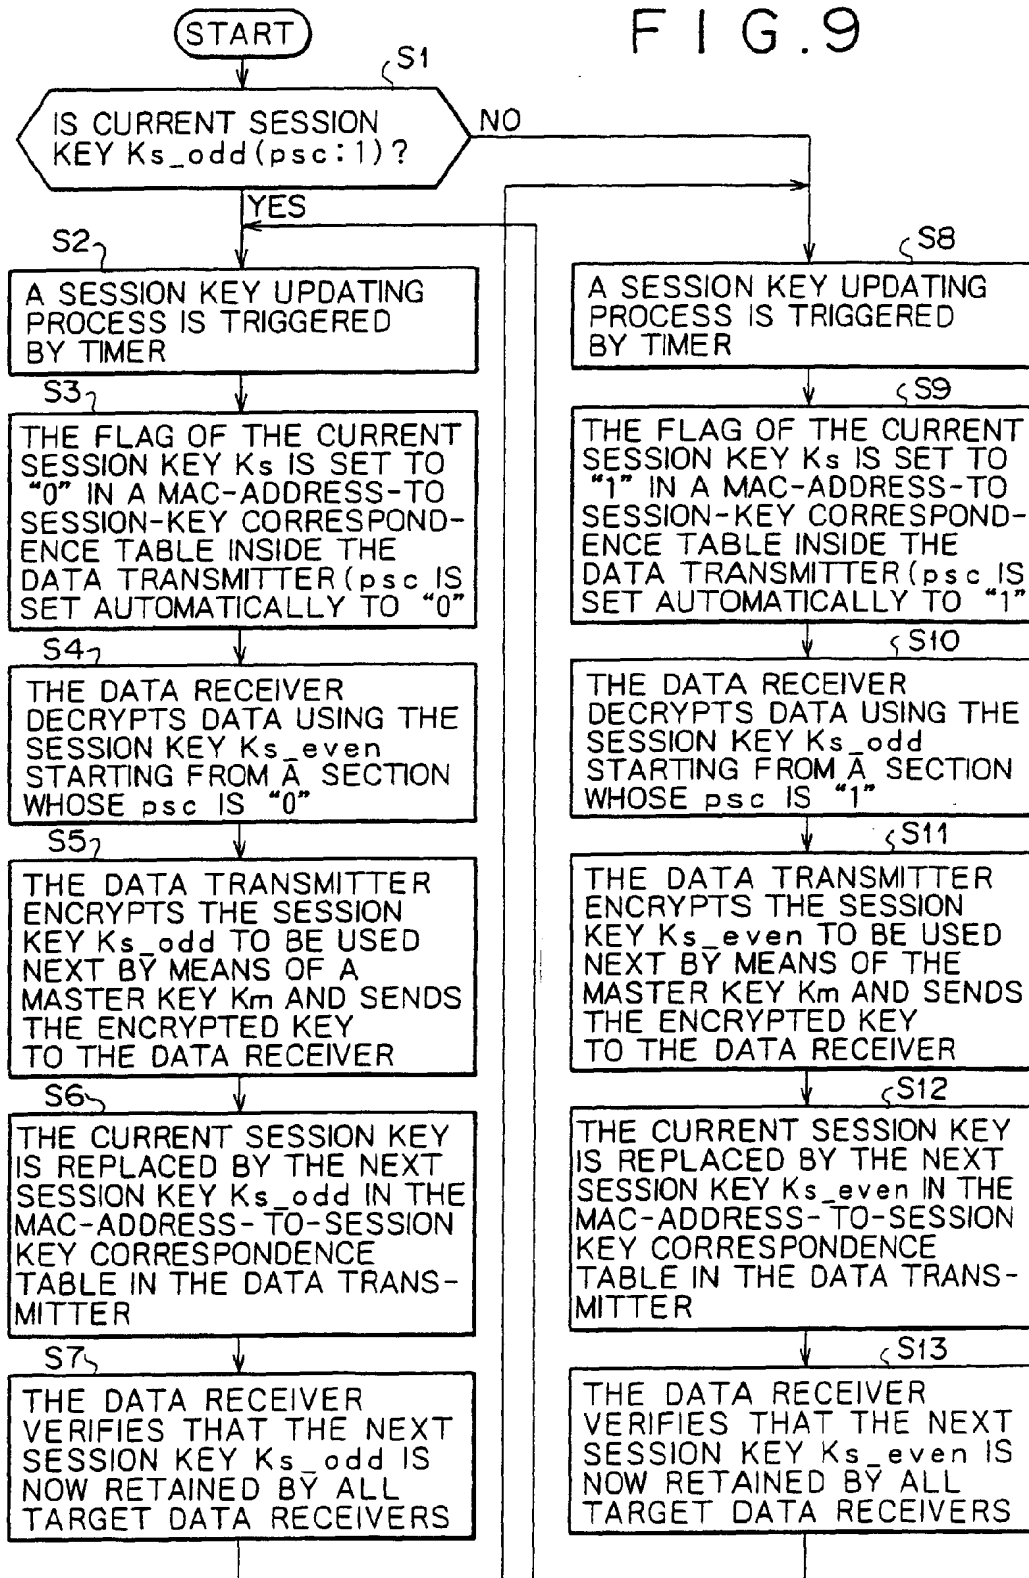 START
F I G . 9
S1
IS CURRENT SESSION
KEY Ks_odd(psc:1)?
NO
YES
S2
A SESSION KEY UPDATING
PROCESS IS TRIGGERED
BY TIMER
S3
THE FLAG OF THE CURRENT
SESSION KEY Ks IS SET TO
"0" IN A MAC-ADDRESS-TO
SESSION-KEY CORRESPOND-
ENCE TABLE INSIDE THE
DATA TRANSMITTER (psc IS
SET AUTOMATICALLY TO "0"
S4
THE DATA RECEIVER
DECRYPTS DATA USING THE
SESSION KEY Ks_even
STARTING FROM A SECTION
WHOSE psc IS "0"
S5
THE DATA TRANSMITTER
ENCRYPTS THE SESSION
KEY Ks_odd TO BE USED
NEXT BY MEANS OF A
MASTER KEY Km AND SENDS
THE ENCRYPTED KEY
TO THE DATA RECEIVER
S6
THE CURRENT SESSION KEY
IS REPLACED BY THE NEXT
SESSION KEY Ks_odd IN THE
MAC-ADDRESS-TO-SESSION
KEY CORRESPONDENCE
TABLE IN THE DATA TRANS-
MITTER
S7
THE DATA RECEIVER
VERIFIES THAT THE NEXT
SESSION KEY Ks_odd IS
NOW RETAINED BY ALL
TARGET DATA RECEIVERS
S8
A SESSION KEY UPDATING
PROCESS IS TRIGGERED
BY TIMER
S9
THE FLAG OF THE CURRENT
SESSION KEY Ks IS SET TO
"1" IN A MAC-ADDRESS-TO
SESSION-KEY CORRESPOND-
ENCE TABLE INSIDE THE
DATA TRANSMITTER (psc IS
SET AUTOMATICALLY TO "1"
S10
THE DATA RECEIVER
DECRYPTS DATA USING THE
SESSION KEY Ks_odd
STARTING FROM A SECTION
WHOSE psc IS "1"
S11
THE DATA TRANSMITTER
ENCRYPTS THE SESSION
KEY Ks_even TO BE USED
NEXT BY MEANS OF THE
MASTER KEY Km AND SENDS
THE ENCRYPTED KEY
TO THE DATA RECEIVER
S12
THE CURRENT SESSION KEY
IS REPLACED BY THE NEXT
SESSION KEY Ks_even IN THE
MAC-ADDRESS-TO-SESSION
KEY CORRESPONDENCE
TABLE IN THE DATA TRANS-
MITTER
S13
THE DATA RECEIVER
VERIFIES THAT THE NEXT
SESSION KEY Ks_even IS
NOW RETAINED BY ALL
TARGET DATA RECEIVERS